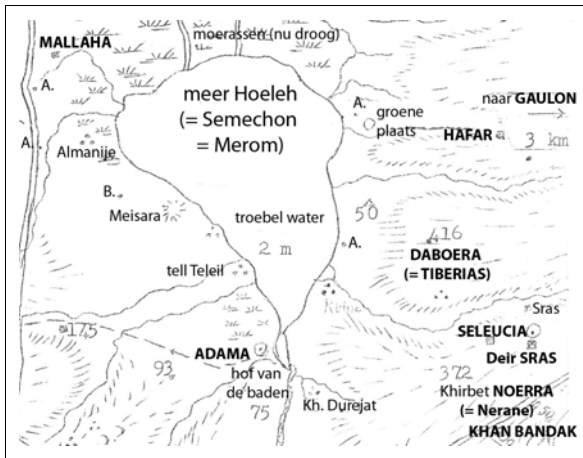 MALLAHA
moerassen (nu droog)
A.
meer Hoeleh
(= Semechon
= Merom)
A.
groene
plaats
naar GAULON
HAFAR
3 km
A.
Almanije
B.
Meisara
troebel water
2 m
50
A.
416
DABOERA
(= TIBERIAS)
tell Teleil
Sras
SELEUCIA
Deir SRAS
175
ADAMA
93
hof van
de baden
75
Kh. Durejat
372
Khirbet NOERRA
(= Nerane)
KHAN BANDAK